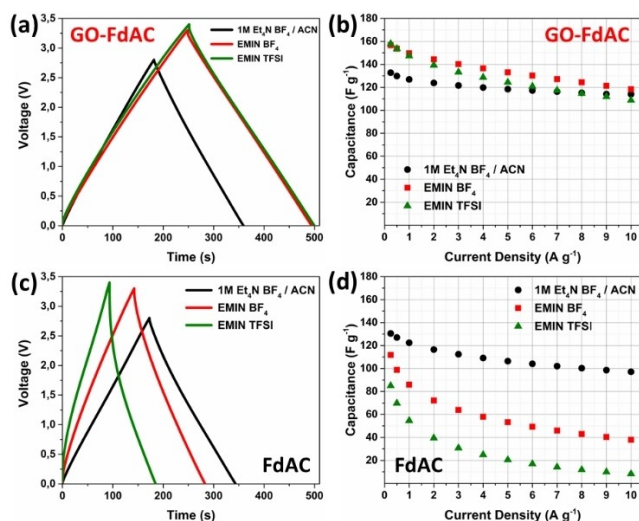 (a)
GO-FdAC
1M Et₄N BF₄ / ACN
EMIN BF₄
EMIN TFSI
Voltage (V)
3,5
3,0
2,5
2,0
1,5
1,0
0,5
0,0
0 100 200 300 400 500
Time (s)
(b)
GO-FdAC
Capacitance (F g⁻¹)
180
160
140
120
100
80
60
40
20
1M Et₄N BF₄ / ACN
EMIN BF₄
EMIN TFSI
0 1 2 3 4 5 6 7 8 9 10
Current Density (A g⁻¹)
(c)
1M Et₄N BF₄ / ACN
EMIN BF₄
EMIN TFSI
Voltage (V)
3,5
3,0
2,5
2,0
1,5
1,0
0,5
0,0
FdAC
0 100 200 300 400 500
Time (s)
(d)
1M Et₄N BF₄ / ACN
EMIN BF₄
EMIN TFSI
Capacitance (F g⁻¹)
180
160
140
120
100
80
60
40
20
FdAC
0 1 2 3 4 5 6 7 8 9 10
Current Density (A g⁻¹)